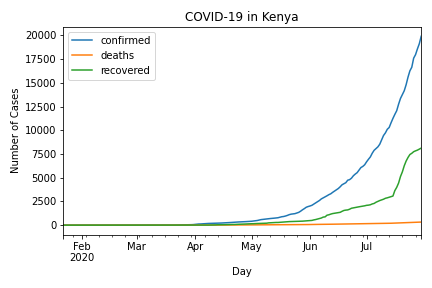 COVID-19 in Kenya
confirmed
deaths
recovered
20000
17500
15000
12500
10000
7500
5000
2500
0
Number of Cases
Feb Mar Apr May Jun Jul
2020
Day